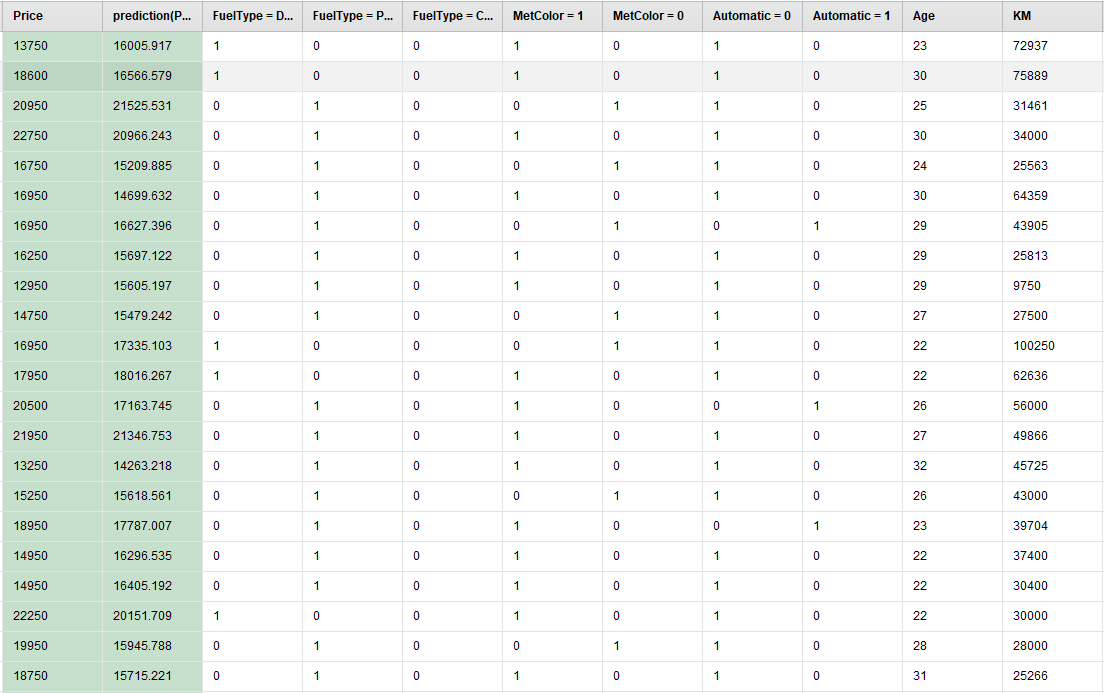 Price prediction(P... FuelType = D... FuelType = P... FuelType = C... MetColor = 1 MetColor = 0 Automatic = 0 Automatic = 1 Age KM
13750 16005.917 1 0 0 1 0 1 0 23 72937
18600 16566.579 1 0 0 1 0 1 0 30 75889
20950 21525.531 0 1 0 0 1 1 0 25 31461
22750 20966.243 0 1 0 1 0 1 0 30 34000
16750 15209.885 0 1 0 0 1 1 0 24 25563
16950 14699.632 0 1 0 1 0 1 0 30 64359
16950 16627.396 0 1 0 0 1 0 1 29 43905
16250 15697.122 0 1 0 1 0 1 0 29 25813
12950 15605.197 0 1 0 1 0 1 0 29 9750
14750 15479.242 0 1 0 0 1 1 0 27 27500
16950 17335.103 1 0 0 0 1 1 0 22 100250
17950 18016.267 1 0 0 1 0 1 0 22 62636
20500 17163.745 0 1 0 1 0 0 1 26 56000
21950 21346.753 0 1 0 1 0 1 0 27 49866
13250 14263.218 0 1 0 1 0 1 0 32 45725
15250 15618.561 0 1 0 0 1 1 0 26 43000
18950 17787.007 0 1 0 1 0 0 1 23 39704
14950 16296.535 0 1 0 1 0 1 0 22 37400
14950 16405.192 0 1 0 1 0 1 0 22 30400
22250 20151.709 1 0 0 1 0 1 0 22 30000
19950 15945.788 0 1 0 0 1 1 0 28 28000
18750 15715.221 0 1 0 1 0 1 0 31 25266